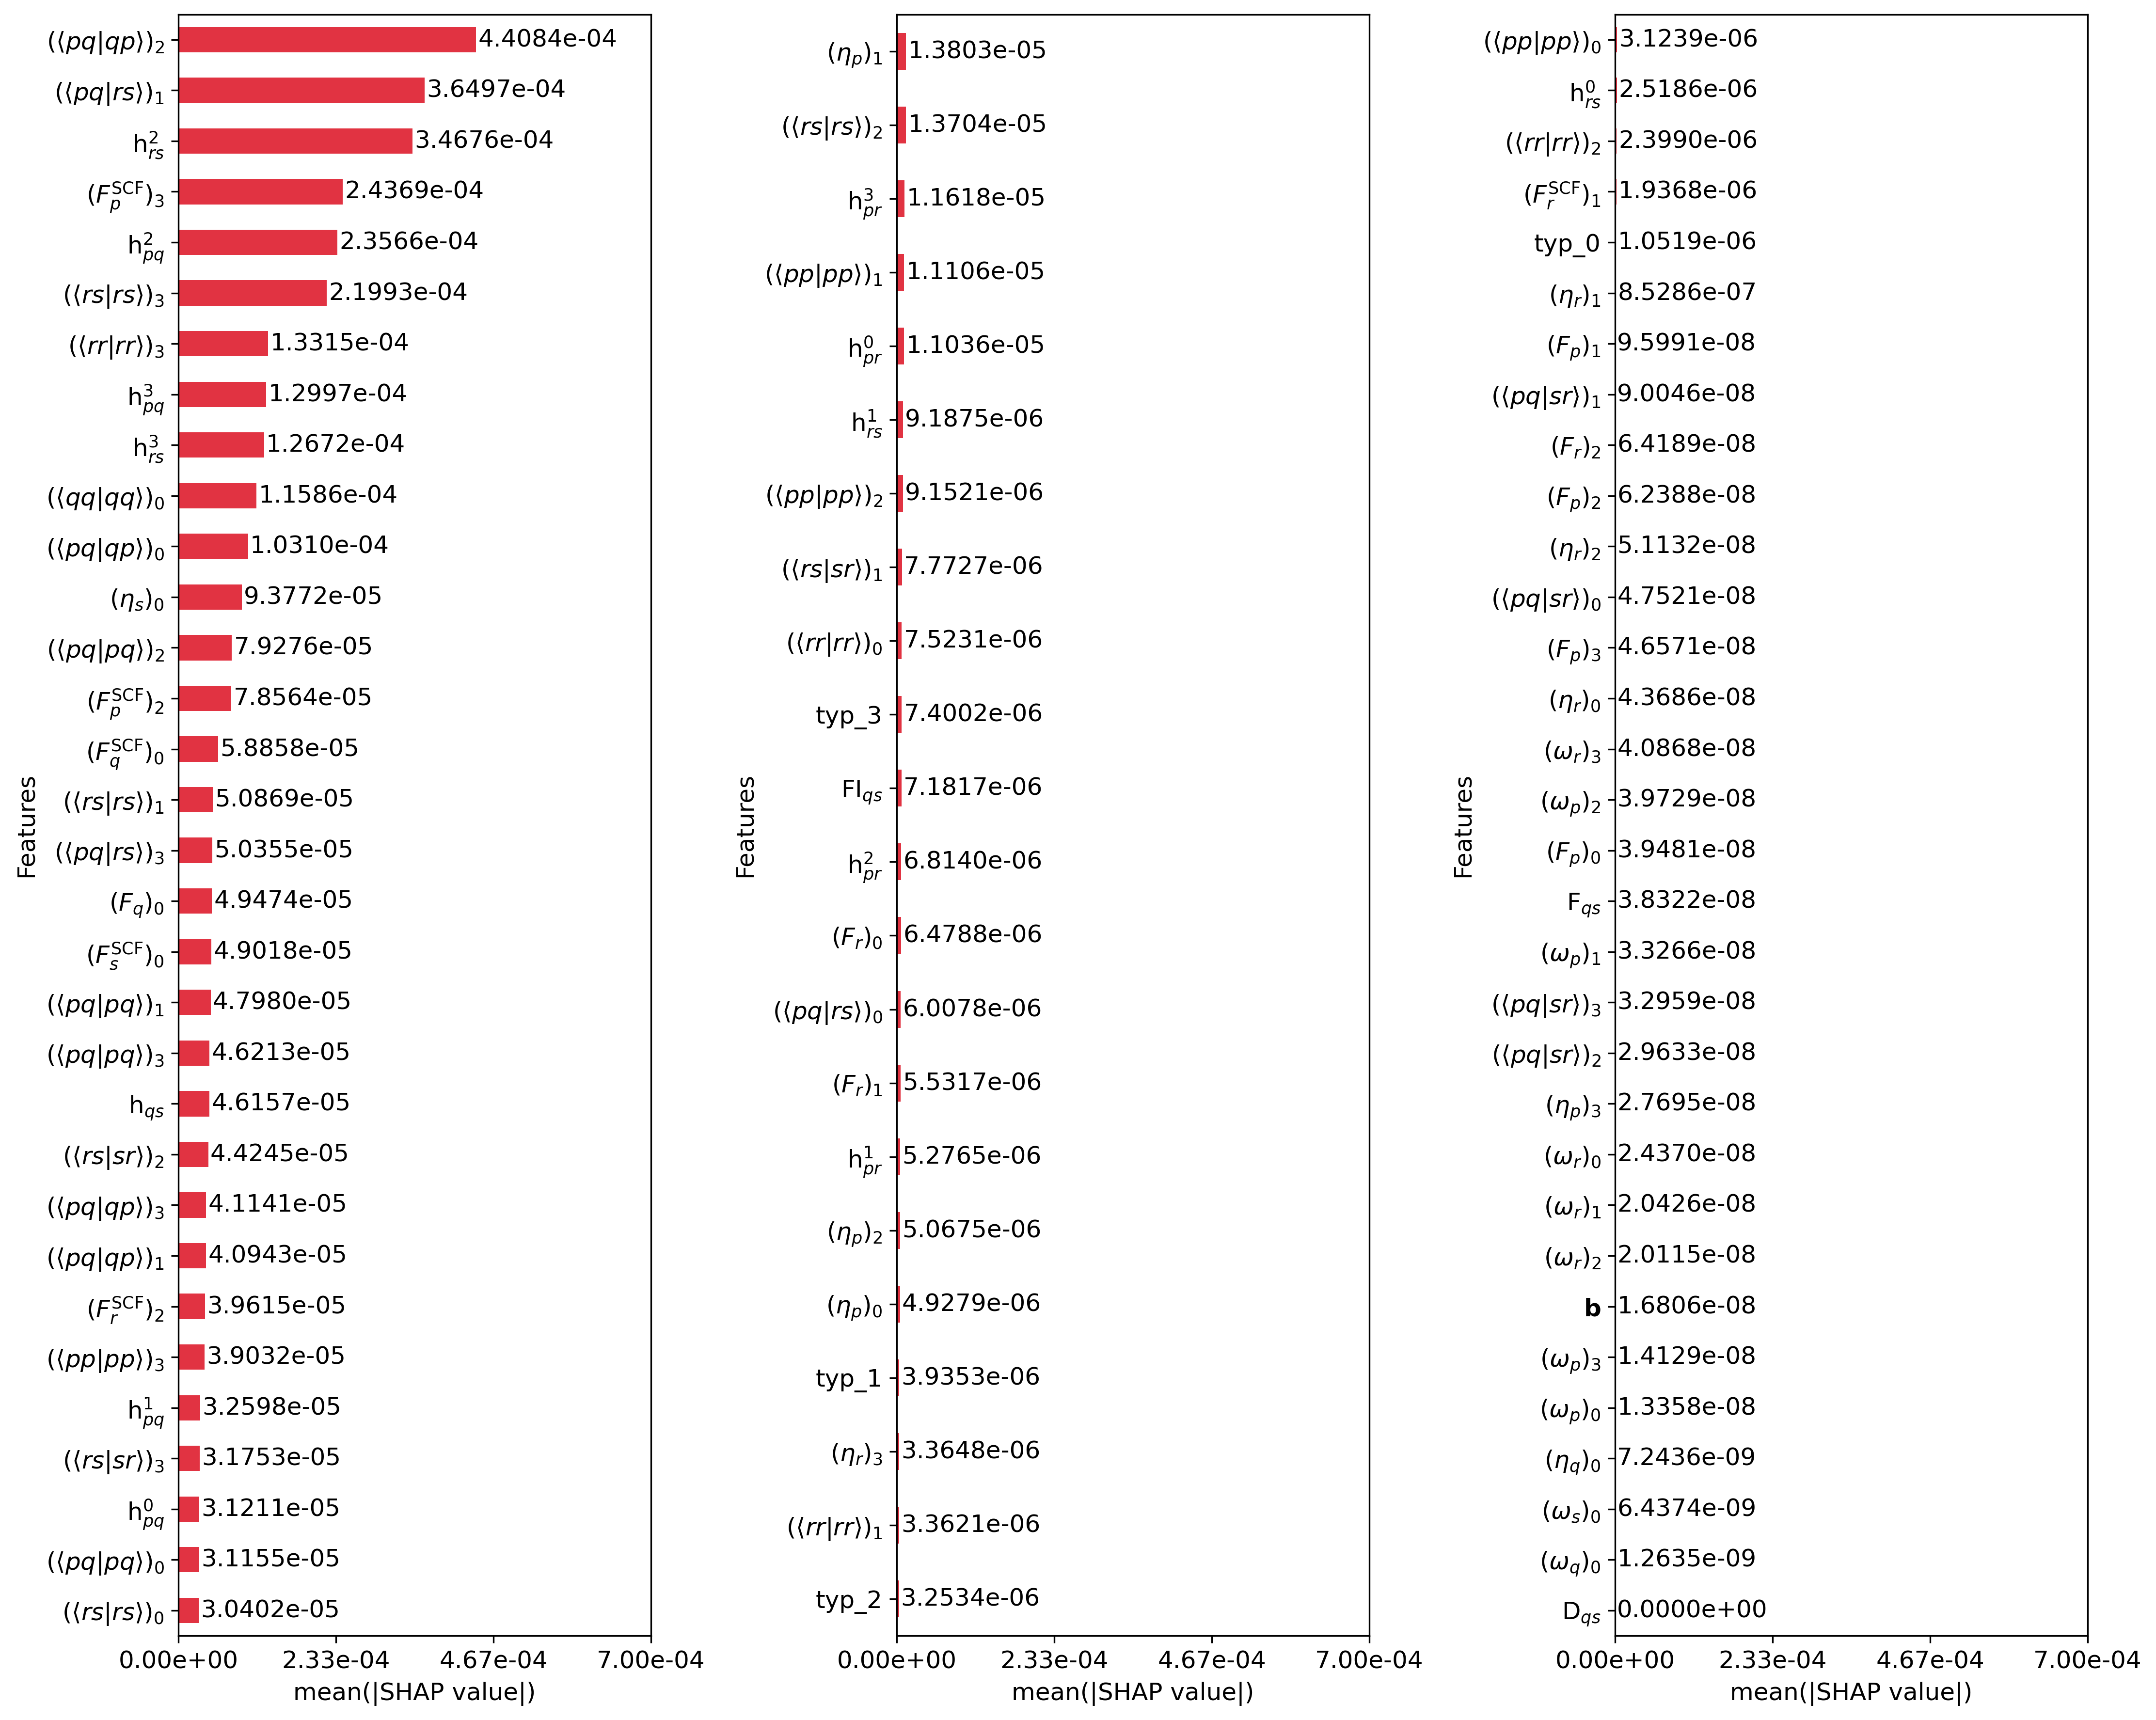 (⟨pq|qp⟩)₂ 4.4084e-04
(⟨pq|rs⟩)₁ 3.6497e-04
h²ᵣₛ 3.4676e-04
(Fₚ^SCF)₃ 2.4369e-04
h²_pq 2.3566e-04
(⟨rs|rs⟩)₃ 2.1993e-04
(⟨rr|rr⟩)₃ 1.3315e-04
h³_pq 1.2997e-04
h³ᵣₛ 1.2672e-04
(⟨qq|qq⟩)₀ 1.1586e-04
(⟨pq|qp⟩)₀ 1.0310e-04
(ηₛ)₀ 9.3772e-05
(⟨pq|pq⟩)₂ 7.9276e-05
(Fₚ^SCF)₂ 7.8564e-05
(F_q^SCF)₀ 5.8858e-05
(⟨rs|rs⟩)₁ 5.0869e-05
(⟨pq|rs⟩)₃ 5.0355e-05
(F_q)₀ 4.9474e-05
(Fₛ^SCF)₀ 4.9018e-05
(⟨pq|pq⟩)₁ 4.7980e-05
(⟨pq|pq⟩)₃ 4.6213e-05
h_qs 4.6157e-05
(⟨rs|sr⟩)₂ 4.4245e-05
(⟨pq|qp⟩)₃ 4.1141e-05
(⟨pq|qp⟩)₁ 4.0943e-05
(Fᵣ^SCF)₂ 3.9615e-05
(⟨pp|pp⟩)₃ 3.9032e-05
h¹_pq 3.2598e-05
(⟨rs|sr⟩)₃ 3.1753e-05
h⁰_pq 3.1211e-05
(⟨pq|pq⟩)₀ 3.1155e-05
(⟨rs|rs⟩)₀ 3.0402e-05
Features
0.00e+00 2.33e-04 4.67e-04 7.00e-04
mean(|SHAP value|)
(ηₚ)₁ 1.3803e-05
(⟨rs|rs⟩)₂ 1.3704e-05
h³ₚᵣ 1.1618e-05
(⟨pp|pp⟩)₁ 1.1106e-05
h⁰ₚᵣ 1.1036e-05
h¹ᵣₛ 9.1875e-06
(⟨pp|pp⟩)₂ 9.1521e-06
(⟨rs|sr⟩)₁ 7.7727e-06
(⟨rr|rr⟩)₀ 7.5231e-06
typ_3 7.4002e-06
FI_qs 7.1817e-06
h²ₚᵣ 6.8140e-06
(Fᵣ)₀ 6.4788e-06
(⟨pq|rs⟩)₀ 6.0078e-06
(Fᵣ)₁ 5.5317e-06
h¹ₚᵣ 5.2765e-06
(ηₚ)₂ 5.0675e-06
(ηₚ)₀ 4.9279e-06
typ_1 3.9353e-06
(ηᵣ)₃ 3.3648e-06
(⟨rr|rr⟩)₁ 3.3621e-06
typ_2 3.2534e-06
Features
0.00e+00 2.33e-04 4.67e-04 7.00e-04
mean(|SHAP value|)
(⟨pp|pp⟩)₀ 3.1239e-06
h⁰ᵣₛ 2.5186e-06
(⟨rr|rr⟩)₂ 2.3990e-06
(Fᵣ^SCF)₁ 1.9368e-06
typ_0 1.0519e-06
(ηᵣ)₁ 8.5286e-07
(Fₚ)₁ 9.5991e-08
(⟨pq|sr⟩)₁ 9.0046e-08
(Fᵣ)₂ 6.4189e-08
(Fₚ)₂ 6.2388e-08
(ηᵣ)₂ 5.1132e-08
(⟨pq|sr⟩)₀ 4.7521e-08
(Fₚ)₃ 4.6571e-08
(ηᵣ)₀ 4.3686e-08
(ωᵣ)₃ 4.0868e-08
(ωₚ)₂ 3.9729e-08
(Fₚ)₀ 3.9481e-08
F_qs 3.8322e-08
(ωₚ)₁ 3.3266e-08
(⟨pq|sr⟩)₃ 3.2959e-08
(⟨pq|sr⟩)₂ 2.9633e-08
(ηₚ)₃ 2.7695e-08
(ωᵣ)₀ 2.4370e-08
(ωᵣ)₁ 2.0426e-08
(ωᵣ)₂ 2.0115e-08
b 1.6806e-08
(ωₚ)₃ 1.4129e-08
(ωₚ)₀ 1.3358e-08
(η_q)₀ 7.2436e-09
(ωₛ)₀ 6.4374e-09
(ω_q)₀ 1.2635e-09
D_qs 0.0000e+00
Features
0.00e+00 2.33e-04 4.67e-04 7.00e-04
mean(|SHAP value|)